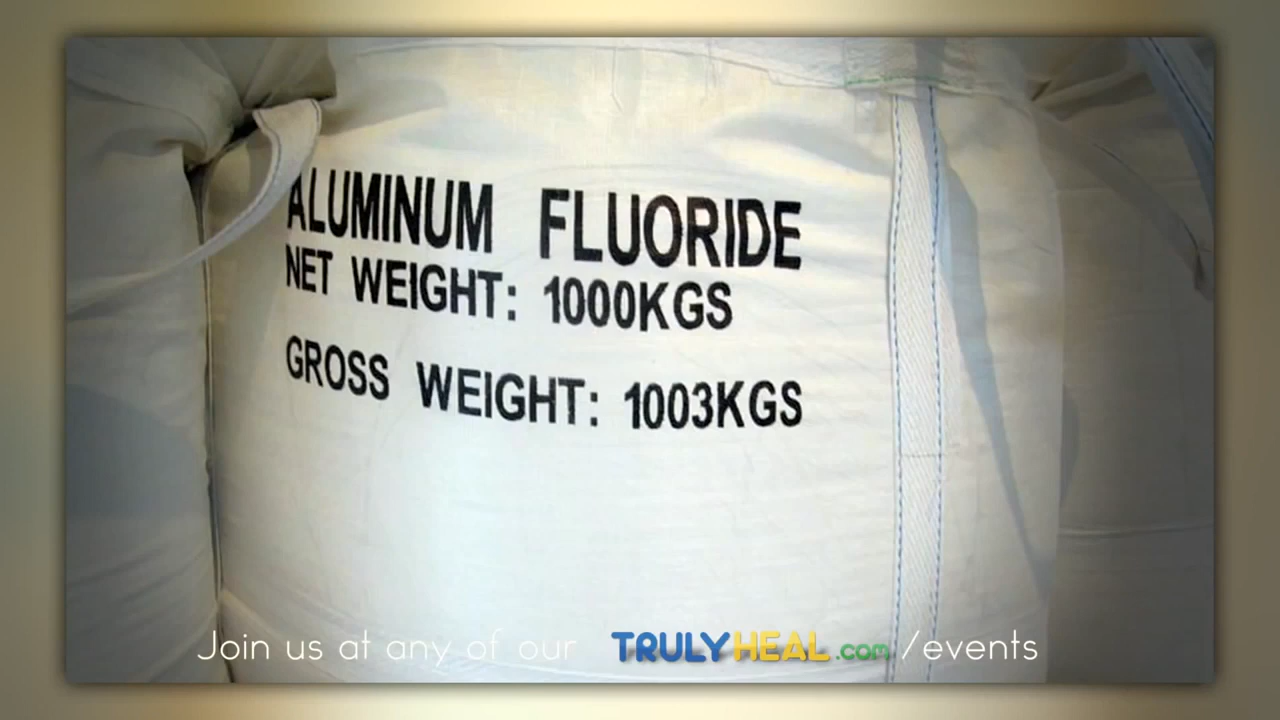 ALUMINUM FLUORIDE
NET WEIGHT: 1000KGS
GROSS WEIGHT: 1003KGS
Join us at any of our TRULYHEAL.com/events